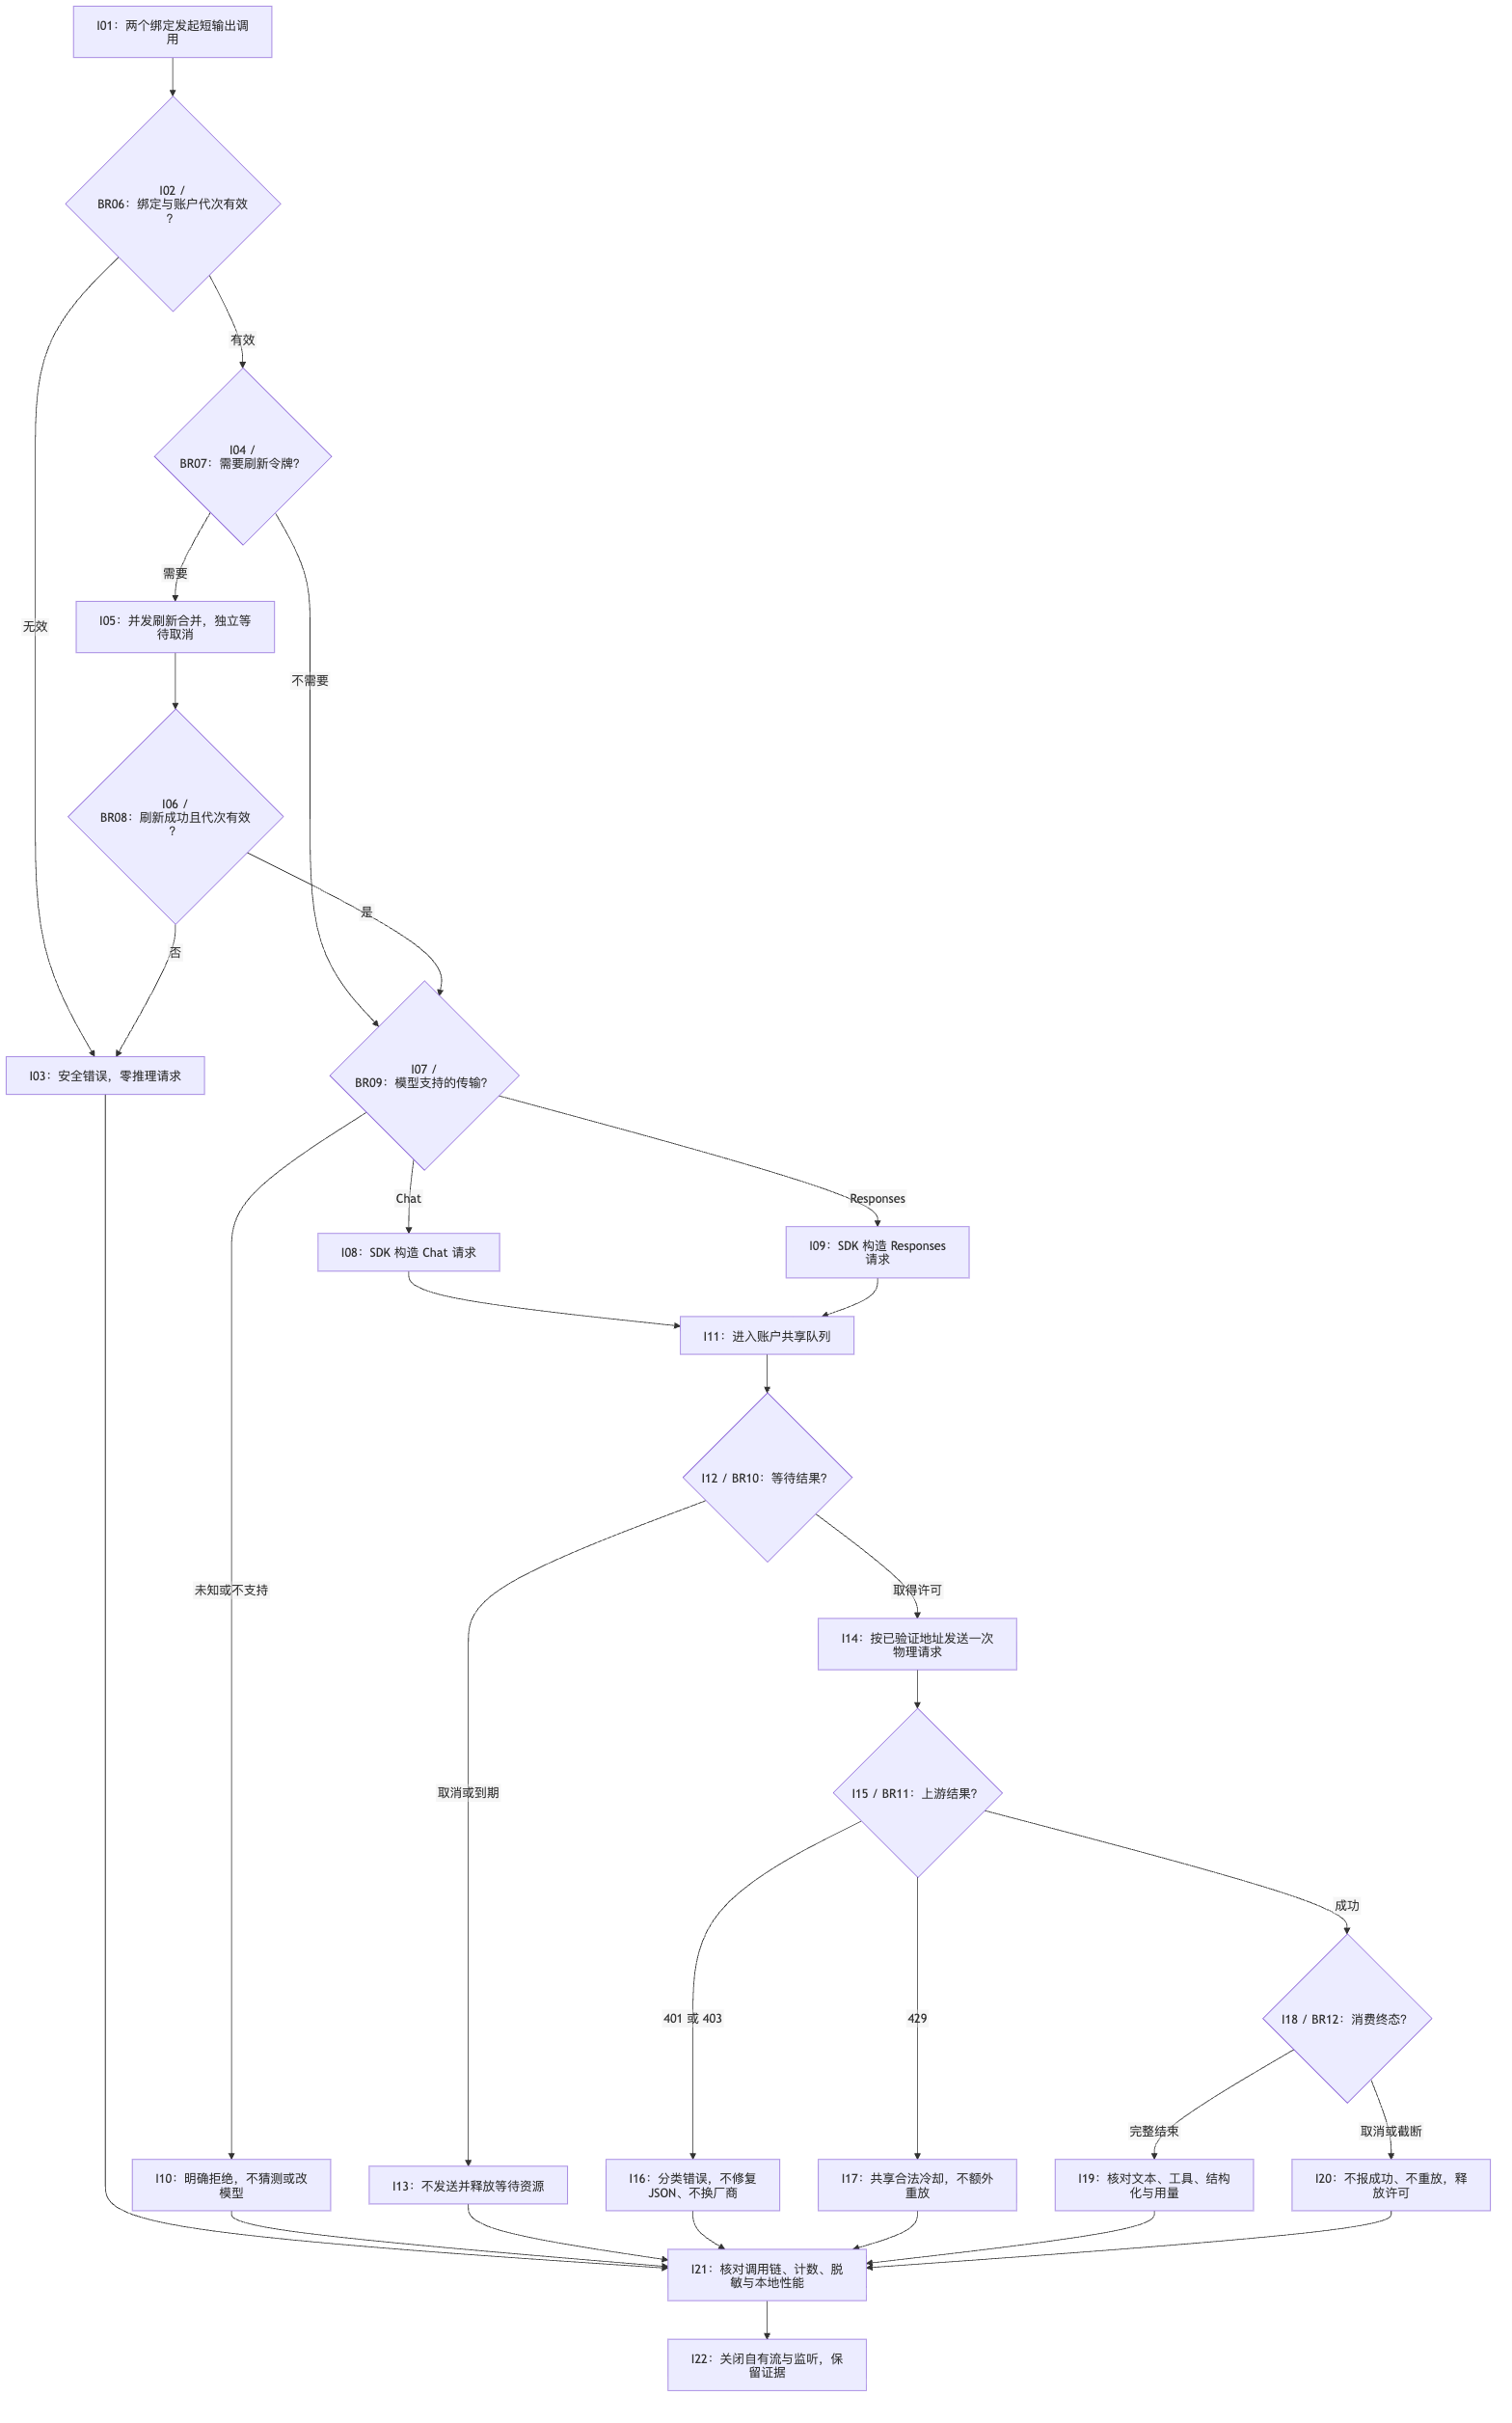 I01：两个绑定发起短输出调
用
I02 /
BR06：绑定与账户代次有效
？
有效
I04 /
BR07：需要刷新令牌？
需要
I05：并发刷新合并，独立等
待取消
无效
不需要
I06 /
BR08：刷新成功且代次有效
？
是
否
I03：安全错误，零推理请求
I07 /
BR09：模型支持的传输？
Chat
Responses
I08：SDK 构造 Chat 请求
I09：SDK 构造 Responses
请求
I11：进入账户共享队列
I12 / BR10：等待结果？
未知或不支持
取得许可
I14：按已验证地址发送一次
物理请求
取消或到期
I15 / BR11：上游结果？
成功
401 或 403
429
I18 / BR12：消费终态？
完整结束
取消或截断
I10：明确拒绝，不猜测或改
模型
I13：不发送并释放等待资源
I16：分类错误，不修复
JSON、不换厂商
I17：共享合法冷却，不额外
重放
I19：核对文本、工具、结构
化与用量
I20：不报成功、不重放，释
放许可
I21：核对调用链、计数、脱
敏与本地性能
I22：关闭自有流与监听，保
留证据